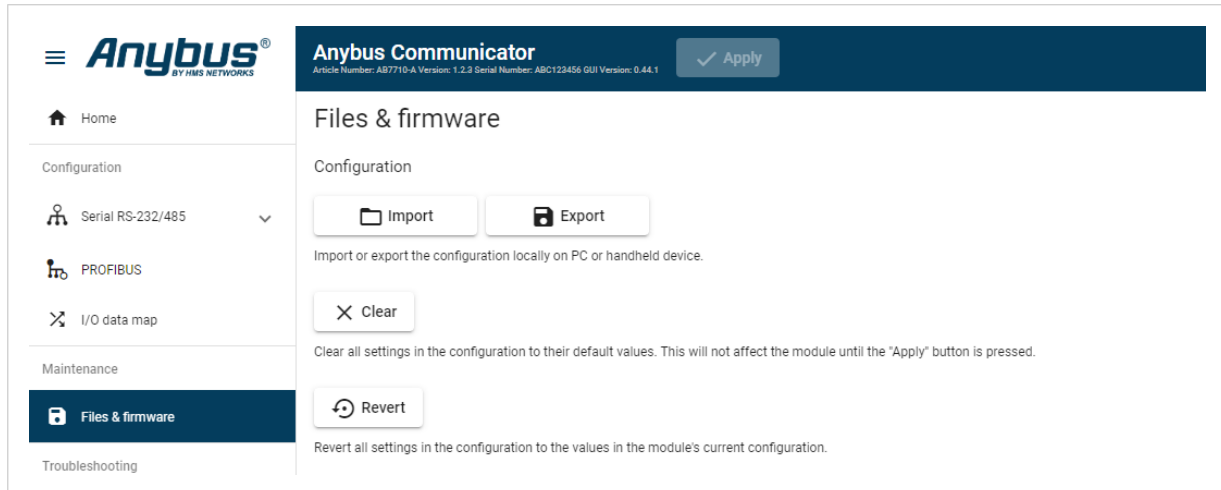 Anybus®
BY HMS NETWORKS
Anybus Communicator
Article Number: AB7710-A Version: 1.2.3 Serial Number: ABC123456 GUI Version: 0.44.1
Apply
Home
Configuration
Serial RS-232/485
PROFIBUS
I/O data map
Maintenance
Files & firmware
Troubleshooting
Files & firmware
Configuration
Import Export
Import or export the configuration locally on PC or handheld device.
Clear
Clear all settings in the configuration to their default values. This will not affect the module until the "Apply" button is pressed.
Revert
Revert all settings in the configuration to the values in the module's current configuration.